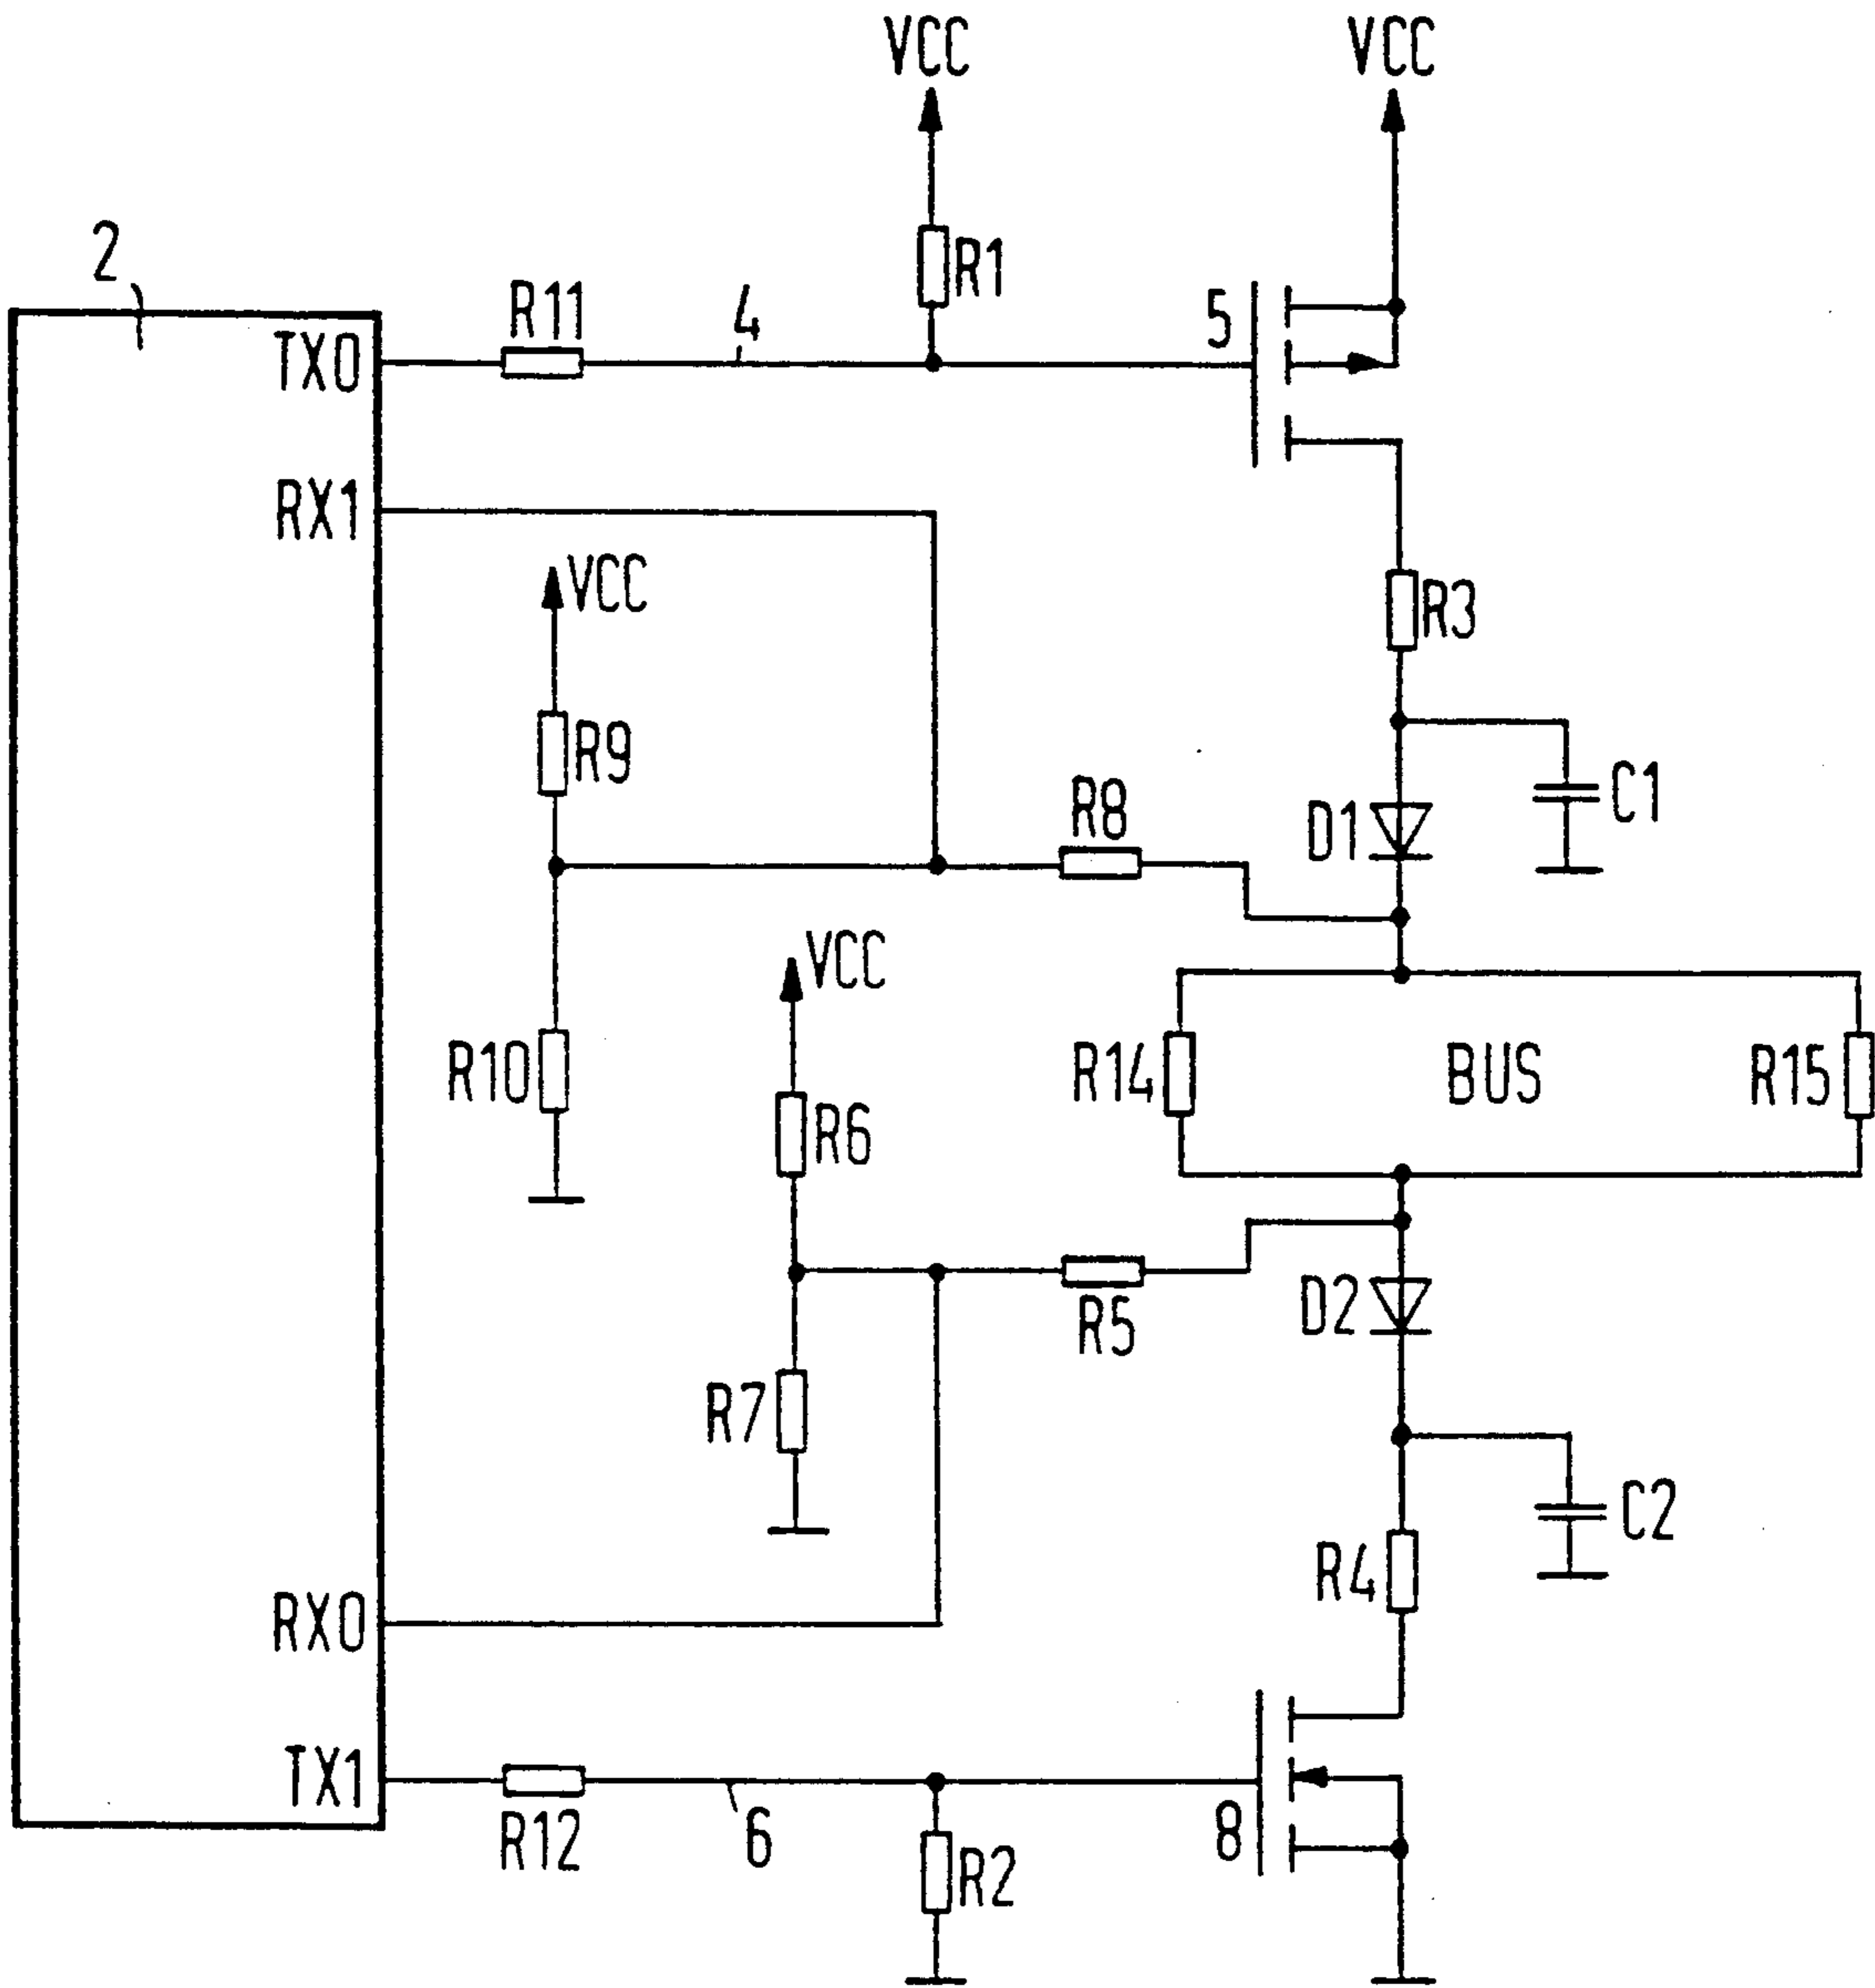 VCC VCC
2
R1
R11
4
5
TX0
RX1
VCC
R3
R9
R8
D1
C1
VCC
R10
R14
BUS
R15
R6
R5
D2
R7
C2
R4
RX0
TX1
R12
6
R2
8